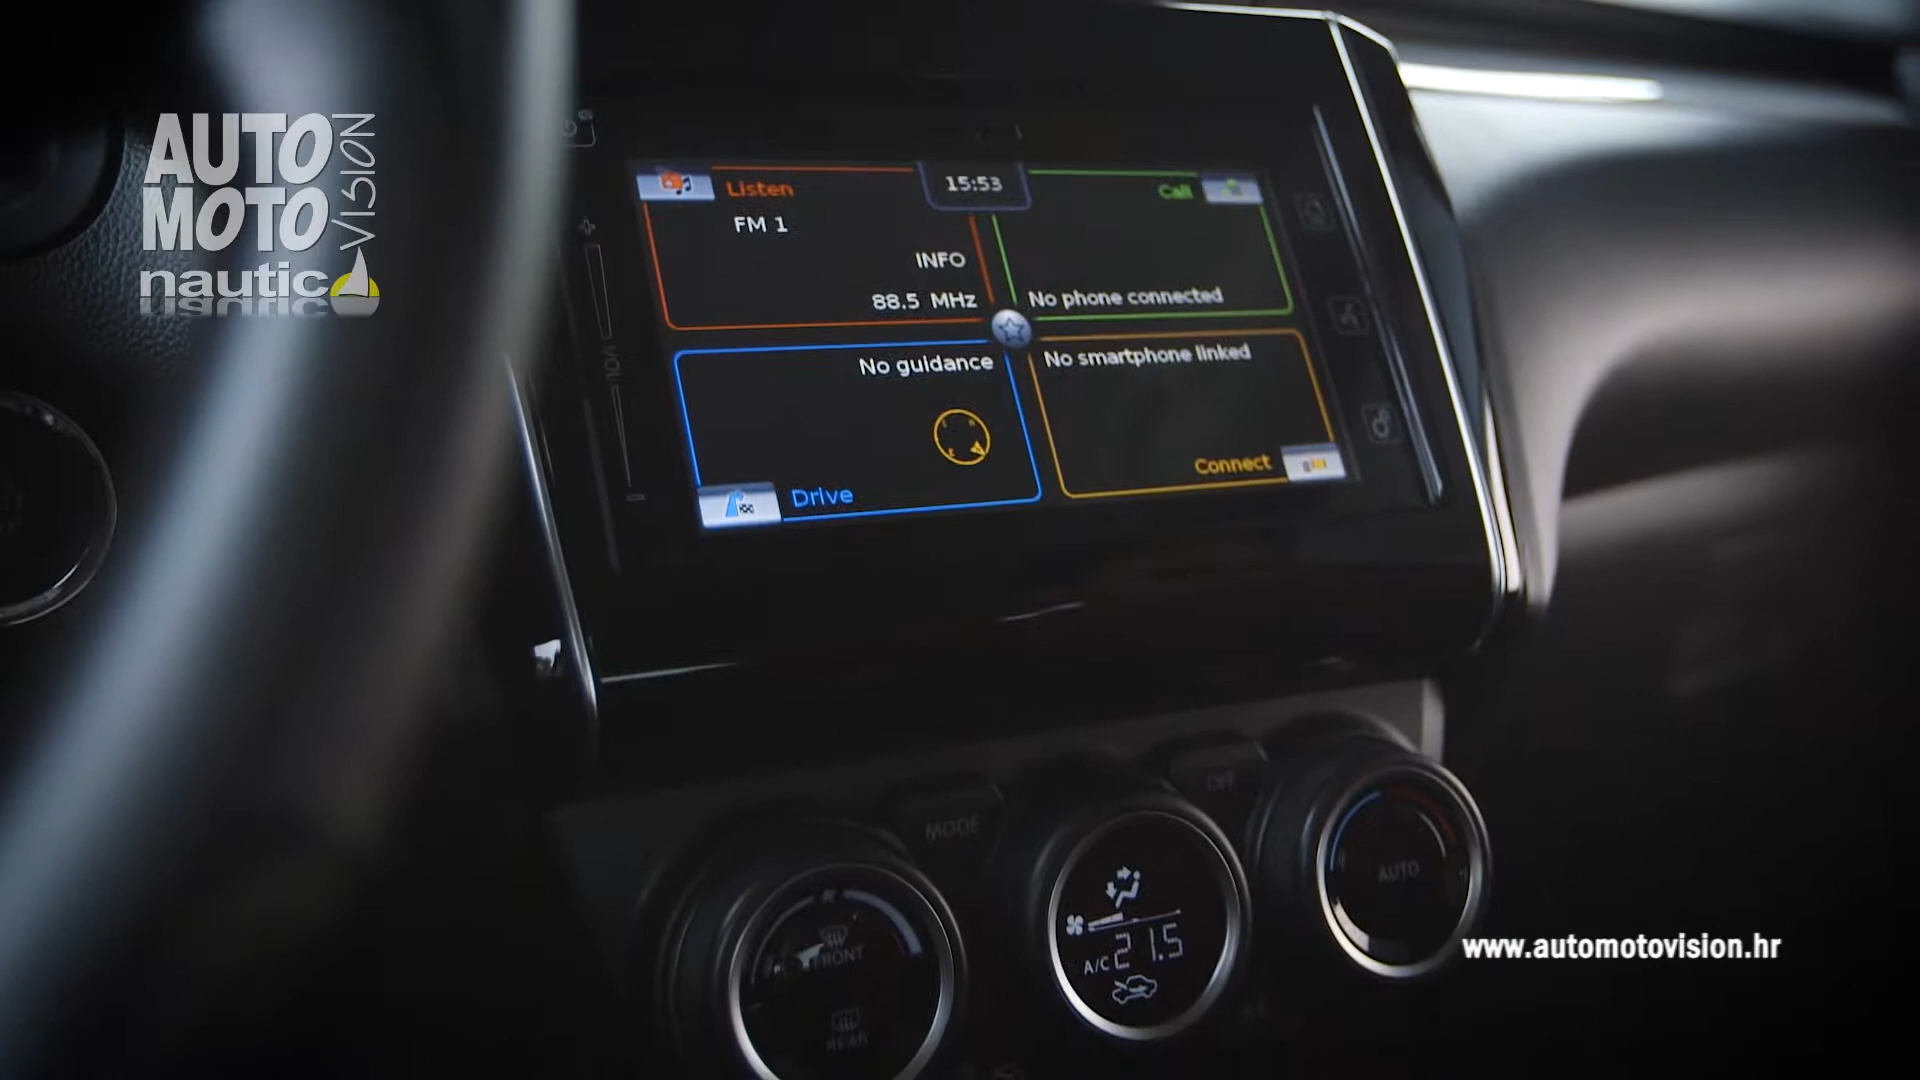 AUTO
MOTO
VISION
nautic
Listen
15:53
Call
FM 1
INFO
88.5 MHz
No phone connected
VOL
No guidance
No smartphone linked
Drive
Connect
MODE
OFF
AUTO
FRONT
REAR
A/C 21.5
www.automotovision.hr